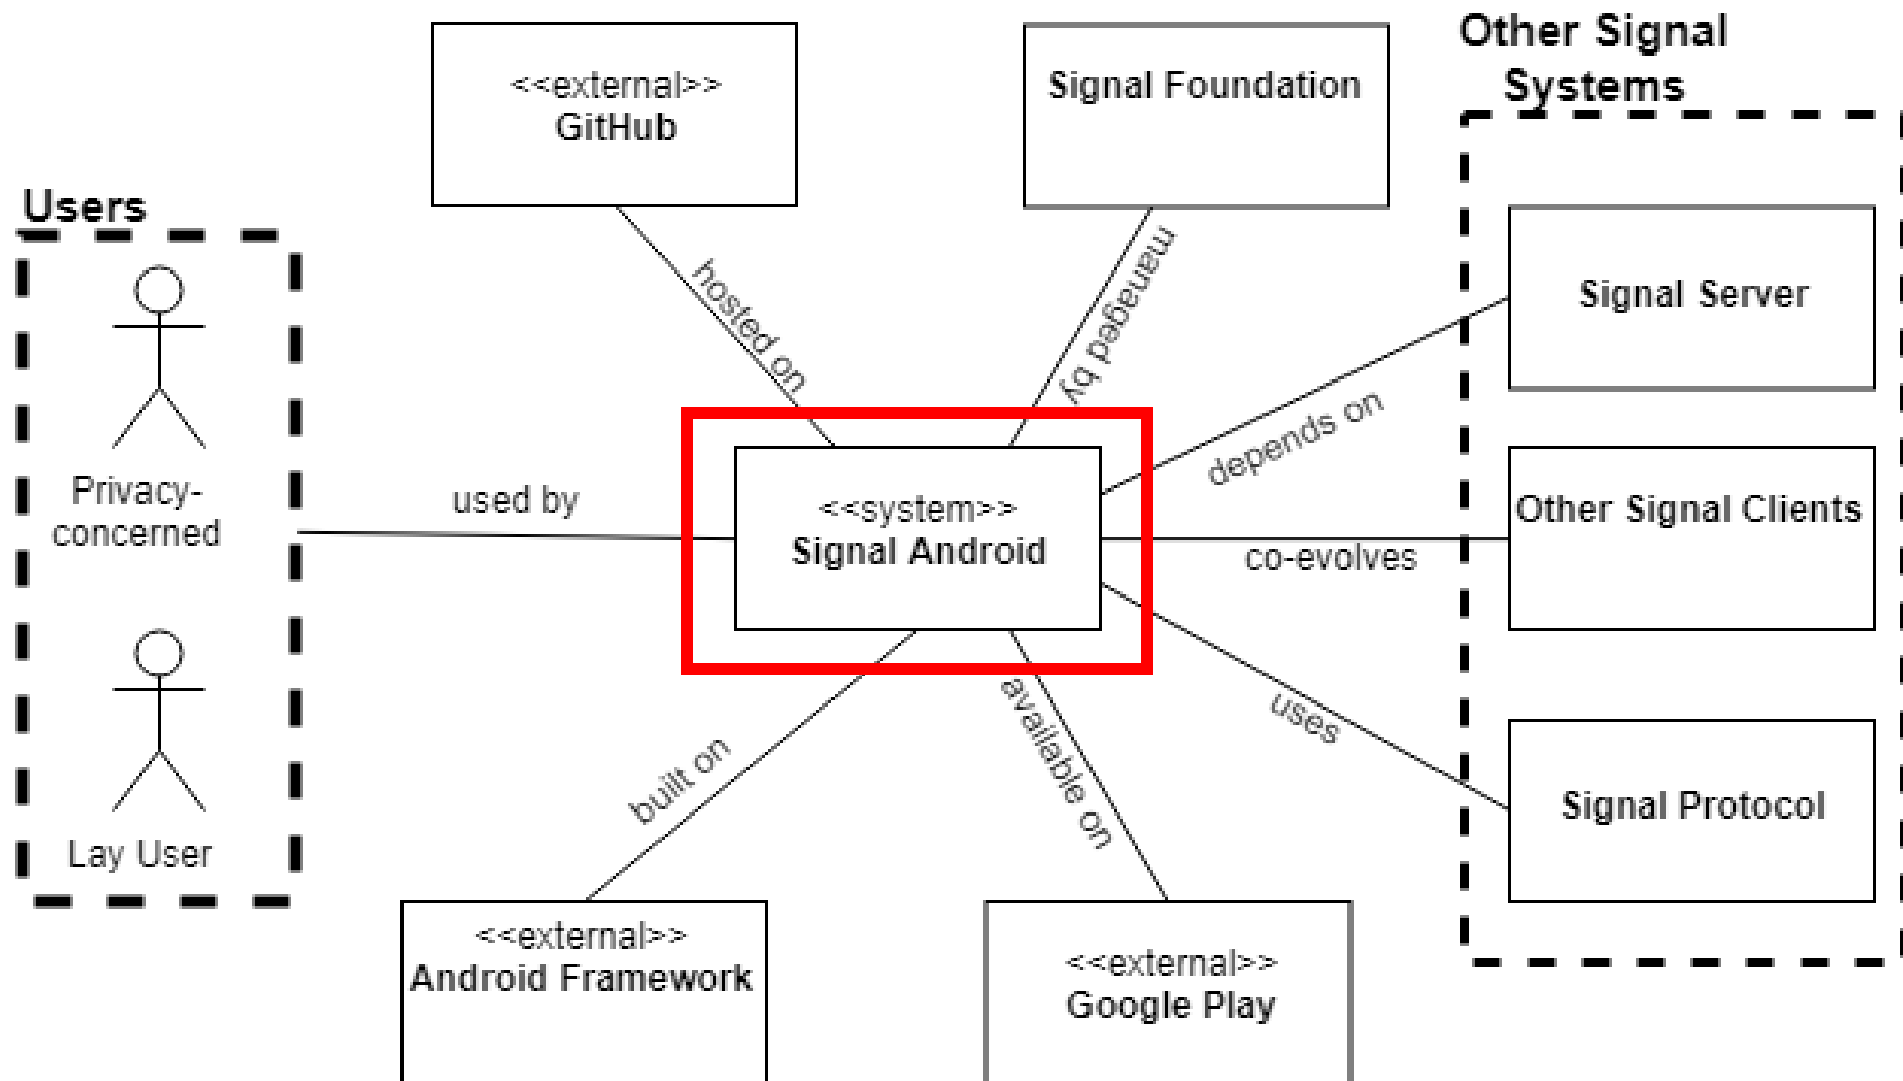 Other Signal
Systems
<<external>>
GitHub
Signal Foundation
Users
hosted on
managed by
Signal Server
depends on
Privacy-
concerned
used by
<<system>>
Signal Android
Other Signal Clients
co-evolves
uses
built on
available on
Signal Protocol
Lay User
<<external>>
Android Framework
<<external>>
Google Play